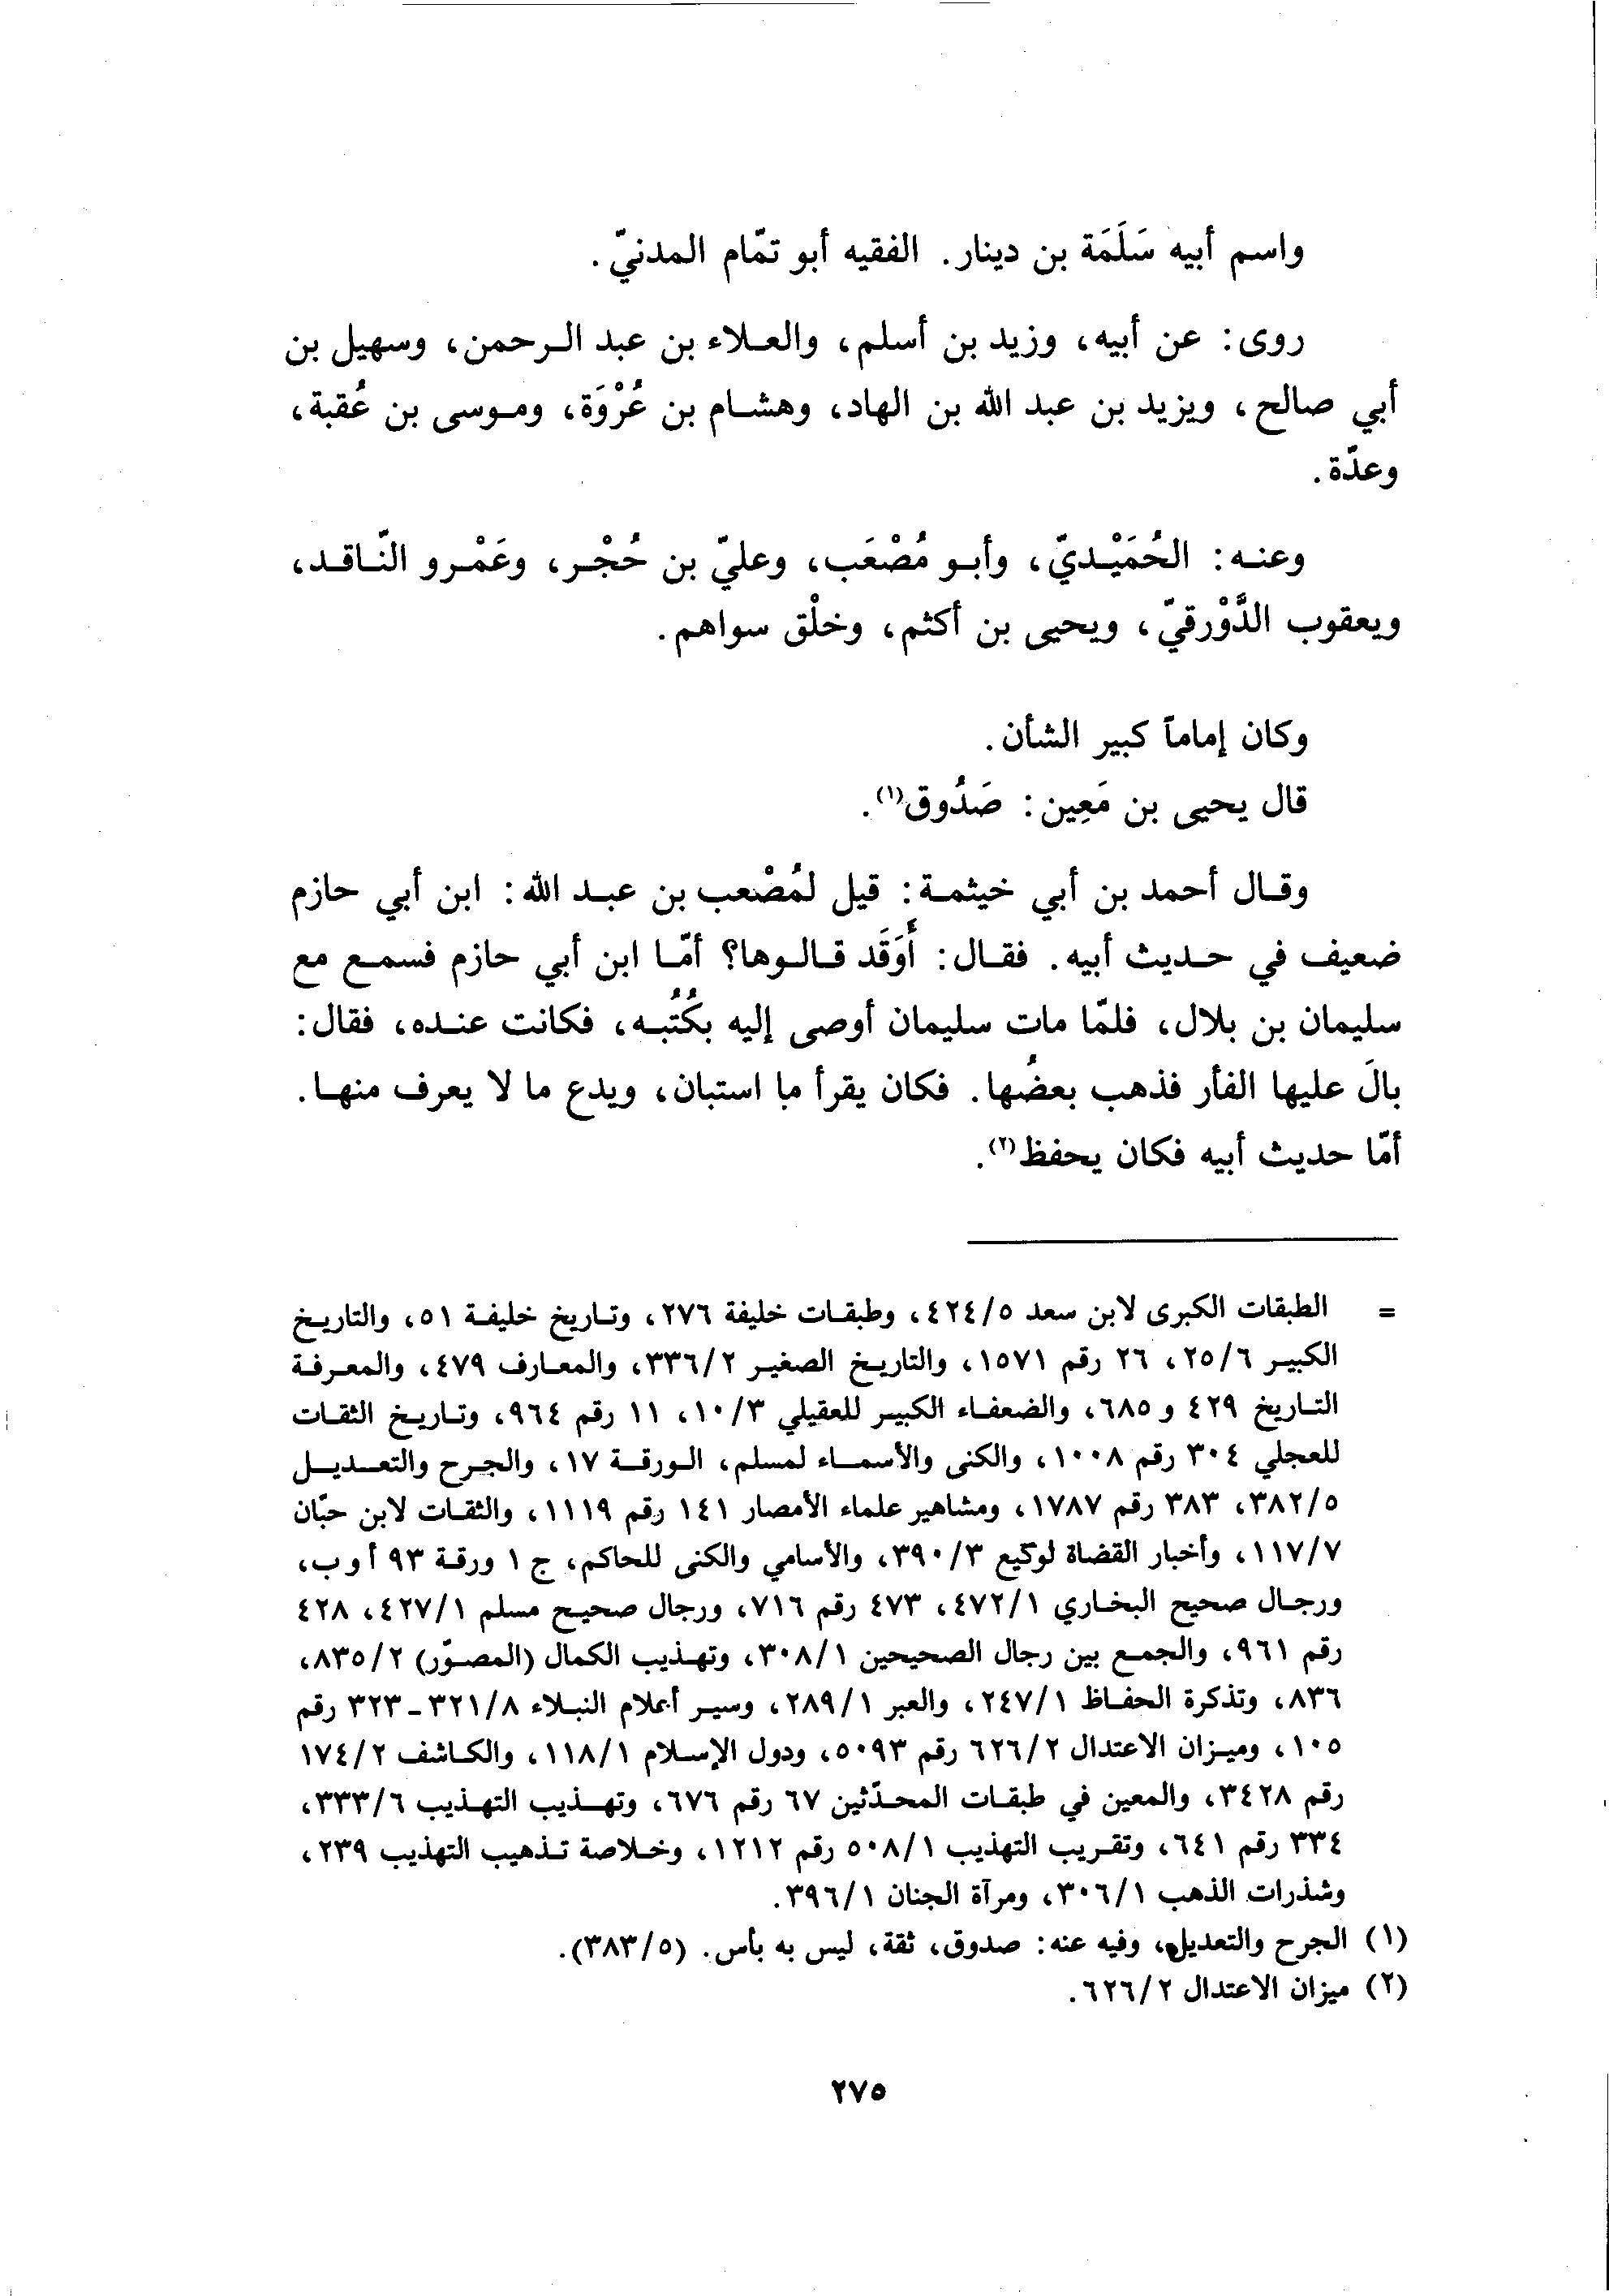 واسم أبيه سَلَمَة بن دينار. الفقيه أبو تمّام المدنيّ.
روى: عن أبيه، وزيد بن أسلم، والعلاء بن عبد الرحمن، وسهيل بن
أبي صالح، ويزيد بن عبد الله بن الهاد، وهشام بن عُرْوَة، وموسى بن عُقبة،
وعدّة.
وعنه: الحُمَيْديّ، وأبو مُصْعَب، وعليّ بن حُجْر، وعَمْرو النّاقد،
ويعقوب الدَّوْرقيّ، ويحيى بن أكثم، وخلْق سواهم.
وكان إماماً كبير الشأن.
قال يحيى بن مَعِين: صَدُوق(١).
وقال أحمد بن أبي خيثمة: قيل لمُصْعب بن عبد الله: ابن أبي حازم
ضعيف في حديث أبيه. فقال: أَوَقَد قالوها؟ أمّا ابن أبي حازم فسمع مع
سليمان بن بلال، فلمّا مات سليمان أوصى إليه بكُتُبه، فكانت عنده، فقال:
بالَ عليها الفأر فذهب بعضُها. فكان يقرأ ما استبان، ويدع ما لا يعرف منها.
أمّا حديث أبيه فكان يحفظ(٢).
= الطبقات الكبرى لابن سعد ٤٢٤/٥، وطبقات خليفة ٢٧٦، وتاريخ خليفة ٥١، والتاريخ
الكبير ٢٥/٦، ٢٦ رقم ١٥٧١، والتاريخ الصغير ٣٣٦/٢، والمعارف ٤٧٩، والمعرفة
التاريخ ٤٢٩ و ٦٨٥، والضعفاء الكبير للعقيلي ١٠/٣، ١١ رقم ٩٦٤، وتاريخ الثقات
للعجلي ٣٠٤ رقم ١٠٠٨، والكنى والأسماء لمسلم، الورقة ١٧، والجرح والتعديل
٣٨٢/٥، ٣٨٣ رقم ١٧٨٧، ومشاهير علماء الأمصار ١٤١ رقم ١١١٩، والثقات لابن حبّان
١١٧/٧، وأخبار القضاة لوكيع ٣٩٠/٣، والأسامي والكنى للحاكم، ج ١ ورقة ٩٣ أ وب،
ورجال صحيح البخاري ٤٧٢/١، ٤٧٣ رقم ٧١٦، ورجال صحيح مسلم ٤٢٧/١، ٤٢٨
رقم ٩٦١، والجمع بين رجال الصحيحين ٣٠٨/١، وتهذيب الكمال (المصوّر) ٨٣٥/٢،
٨٣٦، وتذكرة الحفاظ ٢٤٧/١، والعبر ٢٨٩/١، وسير أعلام النبلاء ٣٢١/٨ - ٣٢٣ رقم
١٠٥، وميزان الاعتدال ٦٢٦/٢ رقم ٥٠٩٣، ودول الإسلام ١١٨/١، والكاشف ١٧٤/٢
رقم ٣٤٢٨، والمعين في طبقات المحدّثين ٦٧ رقم ٦٧٦، وتهذيب التهذيب ٣٣٣/٦،
٣٣٤ رقم ٦٤١، وتقريب التهذيب ٥٠٨/١ رقم ١٢١٢، وخلاصة تذهيب التهذيب ٢٣٩،
وشذرات الذهب ٣٠٦/١، ومرآة الجنان ٣٩٦/١.
(١) الجرح والتعديل، وفيه عنه: صدوق، ثقة، ليس به بأس. (٣٨٣/٥).
(٢) ميزان الاعتدال ٦٢٦/٢.
٢٧٥